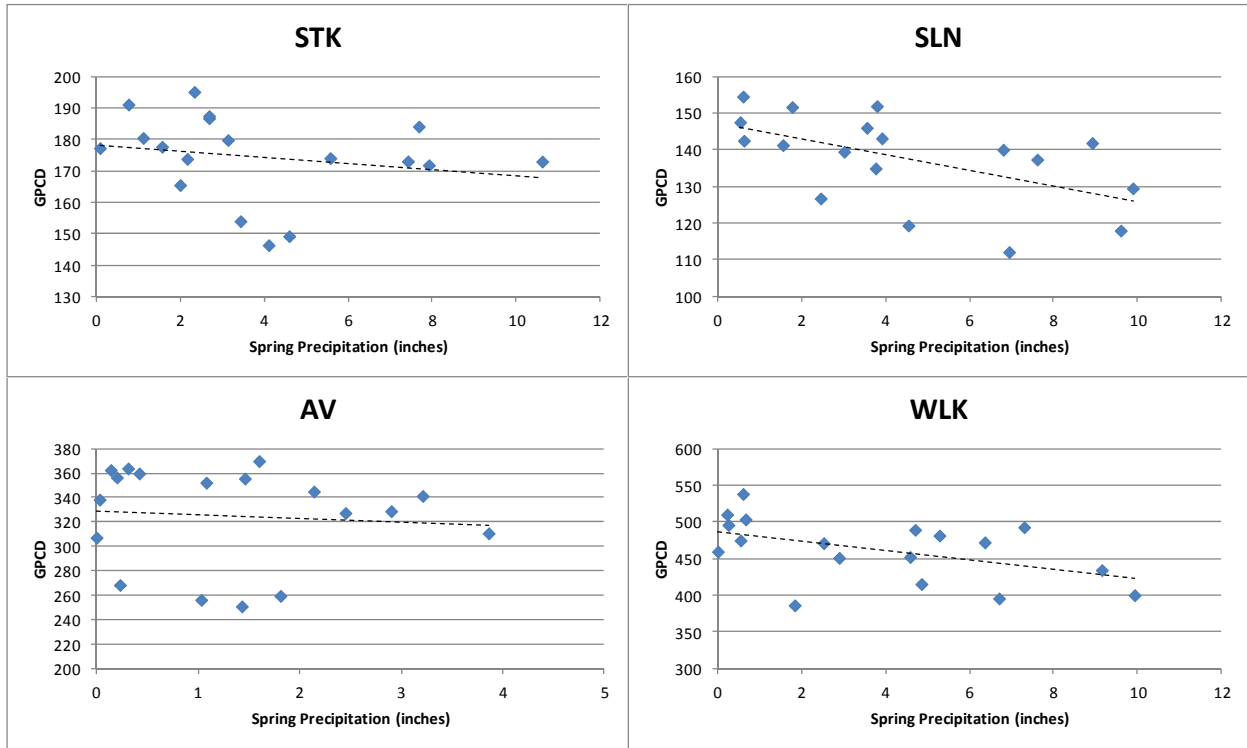 STK
200
190
180
170
160
150
140
130
GPCD
0 2 4 6 8 10 12
Spring Precipitation (inches)
SLN
160
150
140
130
120
110
100
GPCD
0 2 4 6 8 10 12
Spring Precipitation (inches)
AV
380
360
340
320
300
280
260
240
220
200
GPCD
0 1 2 3 4 5
Spring Precipitation (inches)
WLK
600
550
500
450
400
350
300
GPCD
0 2 4 6 8 10 12
Spring Precipitation (inches)